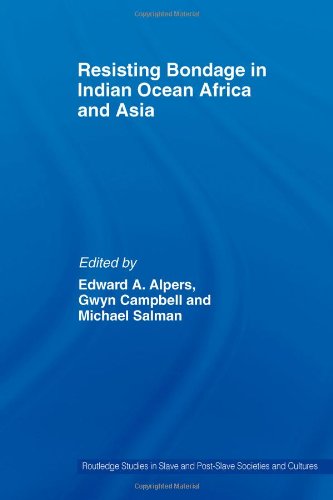 Resisting Bondage in
Indian Ocean Africa
and Asia
Edited by
Edward A. Alpers,
Gwyn Campbell and
Michael Salman
Routledge Studies in Slave and Post-Slave Societies and Cultures